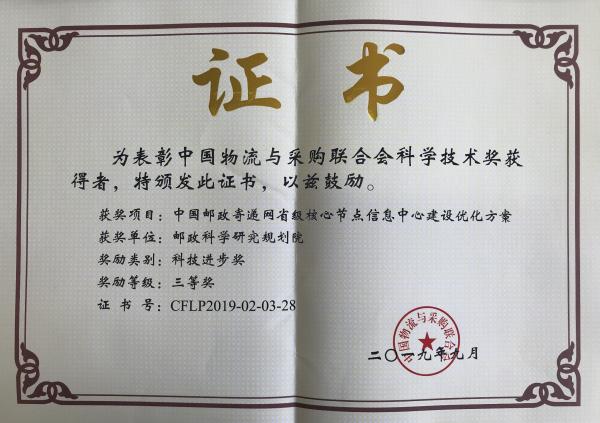 证书
为表彰中国物流与采购联合会科学技术奖获
得者，特颁发此证书，以兹鼓励。
获奖项目：中国邮政寄递网省级核心节点信息中心建设优化方案
获奖单位：邮政科学研究规划院
奖励类别：科技进步奖
奖励等级：三等奖
证 书 号：CFLP2019-02-03-28
中国物流与采购联合会
二〇一九年九月